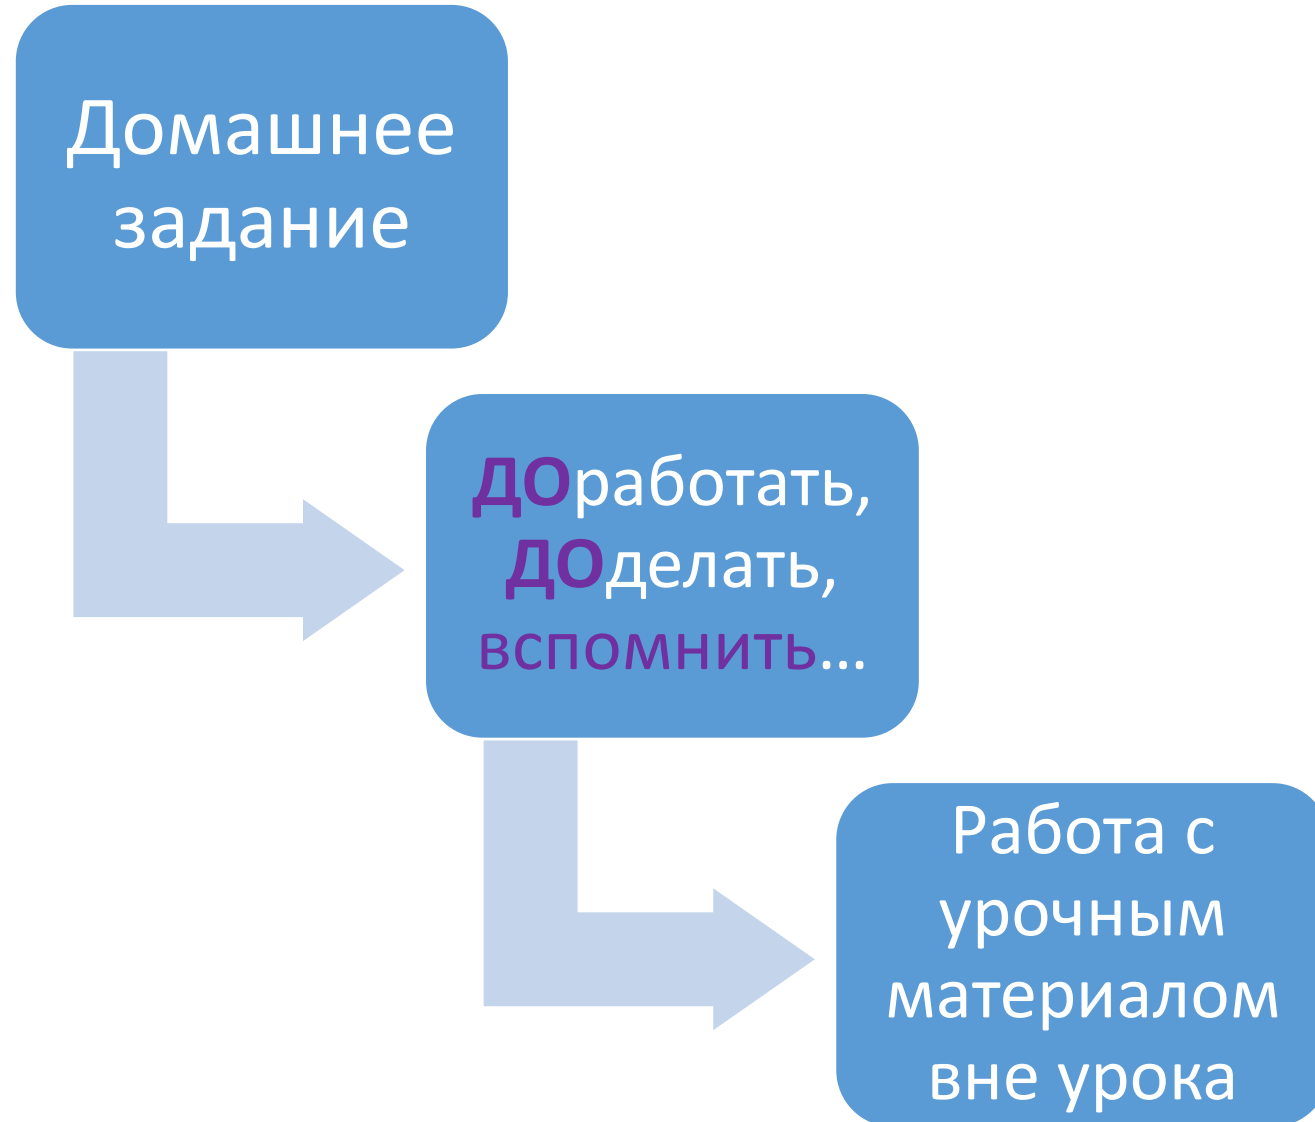 Домашнее
задание
ДОработать,
ДОделать,
вспомнить...
Работа с
урочным
материалом
вне урока